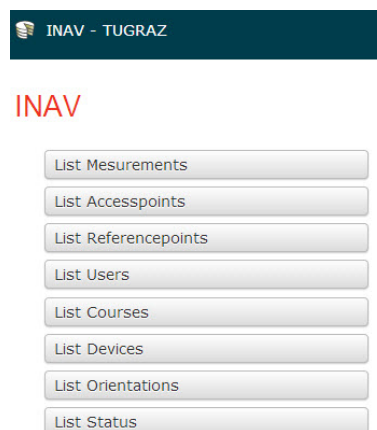 INAV - TUGRAZ
INAV
List Mesurements
List Accesspoints
List Referencepoints
List Users
List Courses
List Devices
List Orientations
List Status